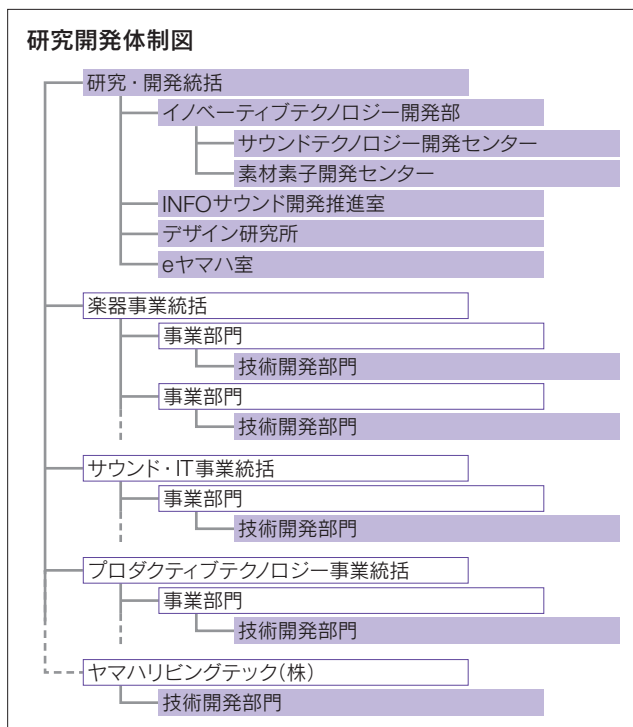 研究開発体制図
研究・開発統括
イノベーティブテクノロジー開発部
サウンドテクノロジー開発センター
素材素子開発センター
INFOサウンド開発推進室
デザイン研究所
eヤマハ室
楽器事業統括
事業部門
技術開発部門
事業部門
技術開発部門
サウンド・IT事業統括
事業部門
技術開発部門
プロダクティブテクノロジー事業統括
事業部門
技術開発部門
ヤマハリビングテック(株)
技術開発部門